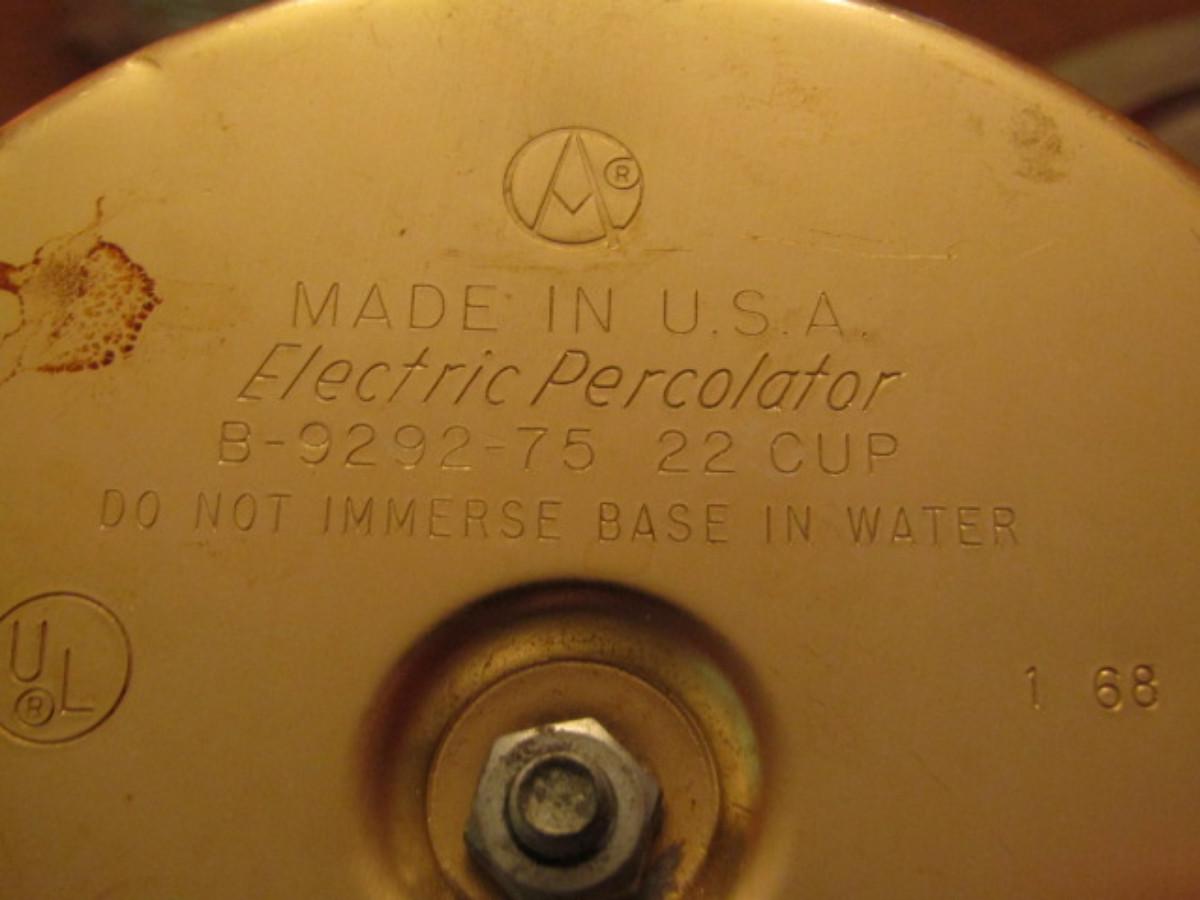 A®
MADE IN U.S.A.
Electric Percolator
B-9292-75 22 CUP
DO NOT IMMERSE BASE IN WATER
UL®
1 68